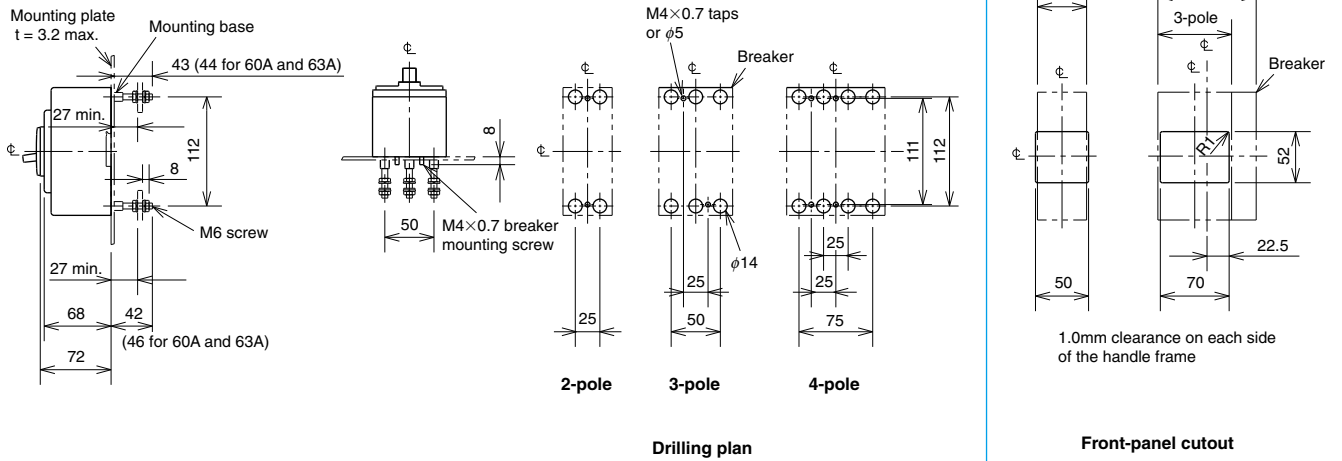 Mounting plate
t = 3.2 max.
Mounting base
43 (44 for 60A and 63A)
27 min.
112
8
M6 screw
27 min.
68
42
(46 for 60A and 63A)
72
8
50
M4×0.7 breaker
mounting screw
M4×0.7 taps
or ϕ5
Breaker
ϕ14
111
112
25
25
25
25
50
75
2-pole
3-pole
4-pole
Drilling plan
3-pole
Breaker
R1
52
22.5
50
70
1.0mm clearance on each side
of the handle frame
Front-panel cutout